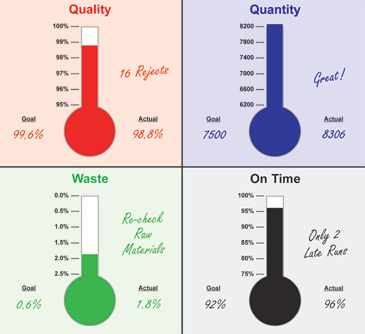 Quality
100%
99%
98%
97%
96%
95%
16 Rejects
Goal
99.6%
Actual
98.8%
Quantity
8200
7800
7400
7000
6600
6200
Great!
Goal
7500
Actual
8306
Waste
0.0%
0.5%
1.0%
1.5%
2.0%
2.5%
Re-check
Raw
Materials
Goal
0.6%
Actual
1.8%
On Time
100%
95%
90%
85%
80%
75%
Only 2
Late Runs
Goal
92%
Actual
96%